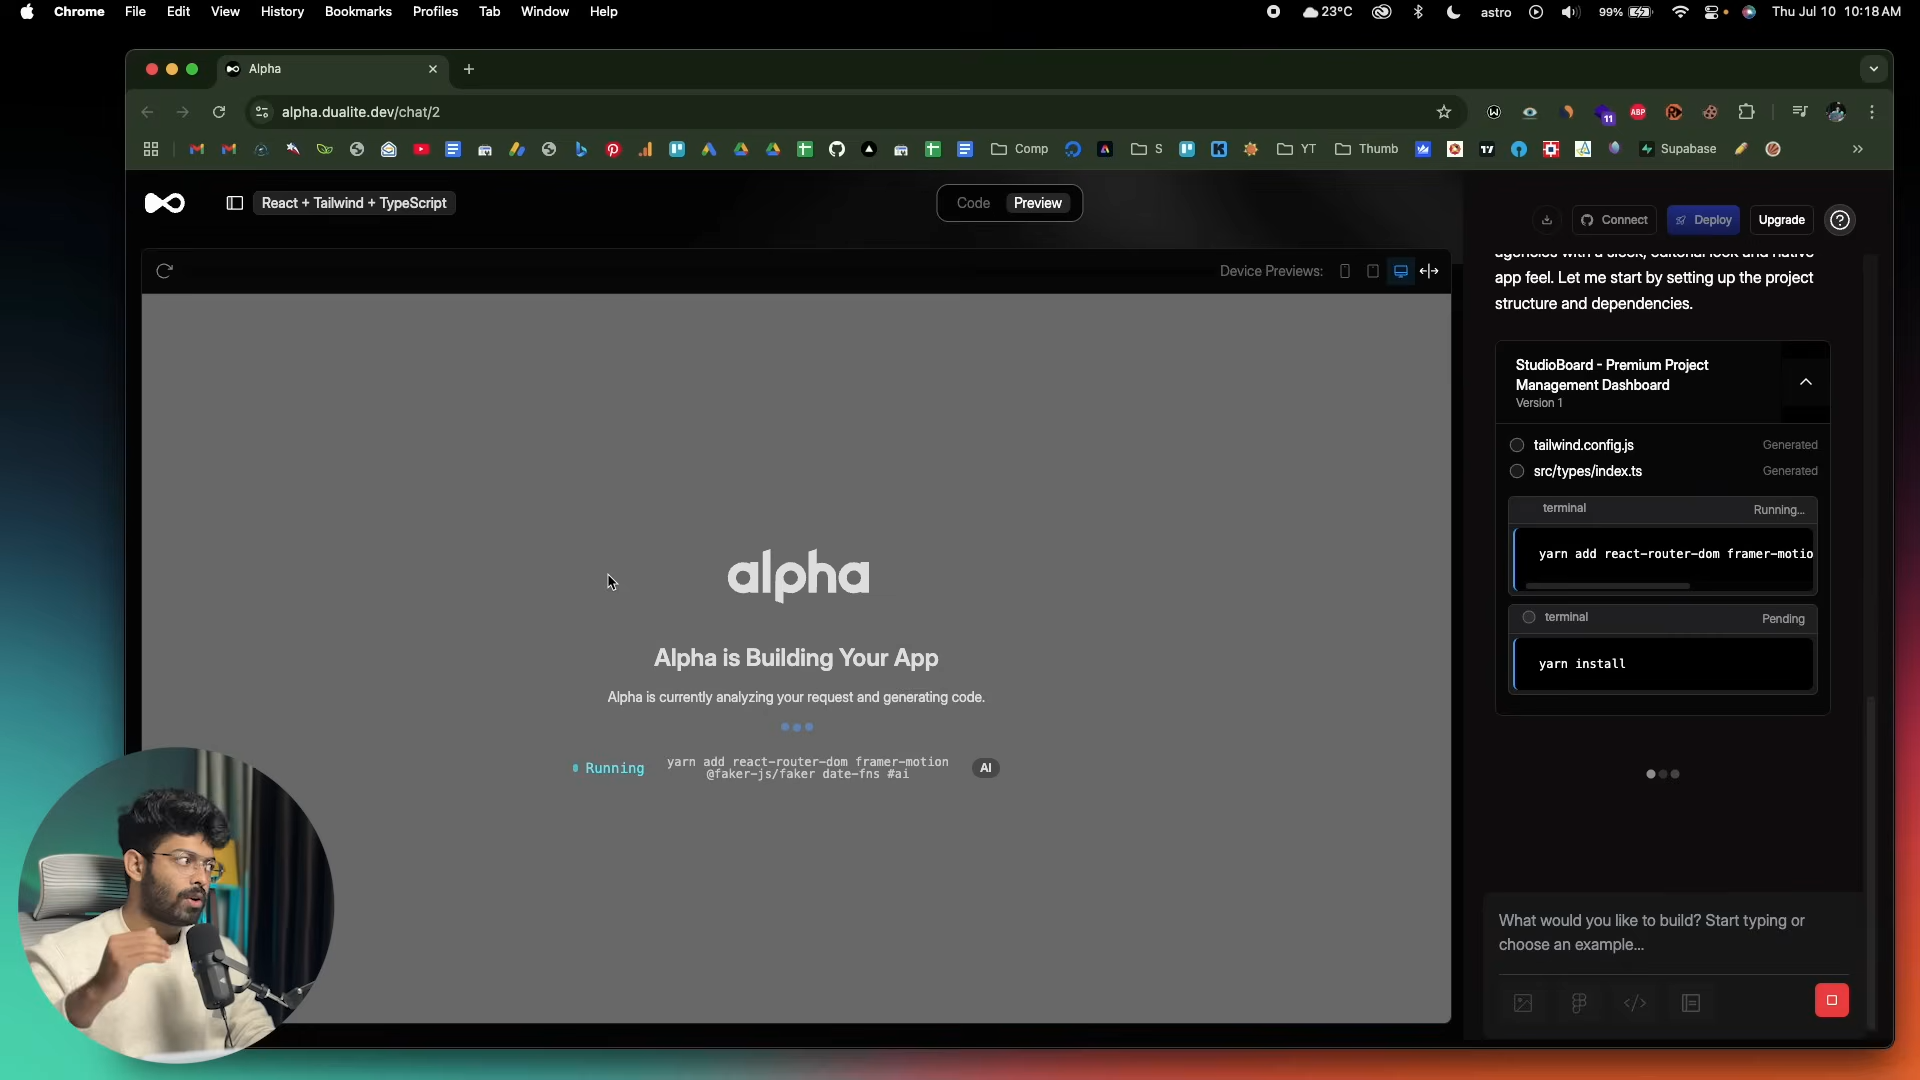 Chrome File Edit View History Bookmarks Profiles Tab Window Help
23°C astro 99% Thu Jul 10 10:18 AM
Alpha
alpha.dualite.dev/chat/2
11 ABP
Comp S YT Thumb Supabase
React + Tailwind + TypeScript
Code Preview
Connect Deploy Upgrade
Device Previews:
app feel. Let me start by setting up the project
structure and dependencies.
StudioBoard - Premium Project
Management Dashboard
Version 1
tailwind.config.js Generated
src/types/index.ts Generated
terminal Running...
yarn add react-router-dom framer-motio
terminal Pending
yarn install
alpha
Alpha is Building Your App
Alpha is currently analyzing your request and generating code.
Running yarn add react-router-dom framer-motion
@faker-js/faker date-fns #ai
AI
What would you like to build? Start typing or
choose an example...